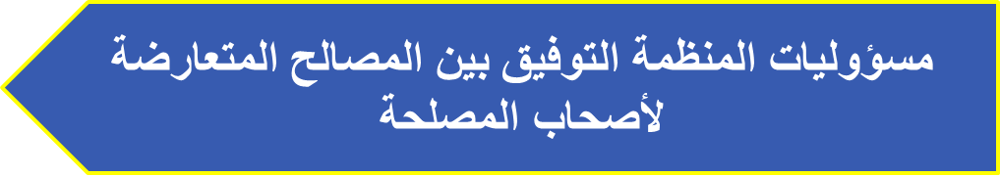 مسؤوليات المنظمة التوفيق بين المصالح المتعارضة
لأصحاب المصلحة